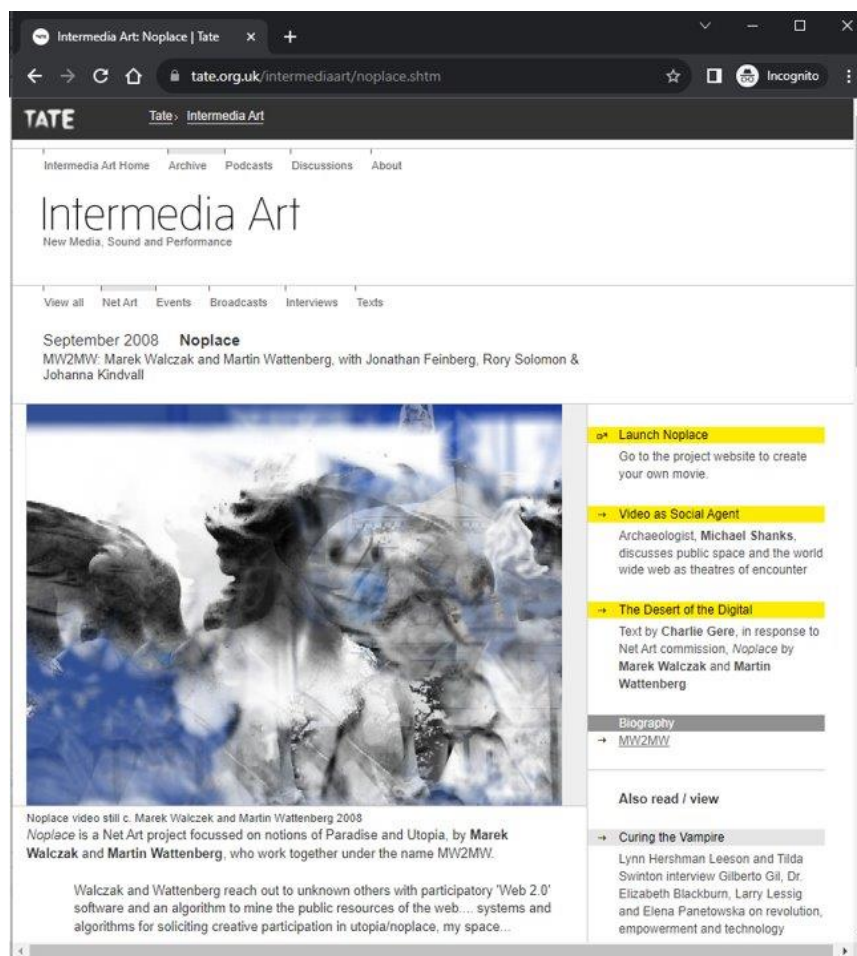 Intermedia Art: Noplace | Tate
tate.org.uk/intermediaart/noplace.shtm
Incognito
TATE
Tate› Intermedia Art
Intermedia Art Home Archive Podcasts Discussions About
Intermedia Art
New Media, Sound and Performance
View all Net Art Events Broadcasts Interviews Texts
September 2008 Noplace
MW2MW: Marek Walczak and Martin Wattenberg, with Jonathan Feinberg, Rory Solomon &
Johanna Kindvall
Noplace video still c. Marek Walczek and Martin Wattenberg 2008
Noplace is a Net Art project focussed on notions of Paradise and Utopia, by Marek
Walczak and Martin Wattenberg, who work together under the name MW2MW.
Walczak and Wattenberg reach out to unknown others with participatory 'Web 2.0'
software and an algorithm to mine the public resources of the web.... systems and
algorithms for soliciting creative participation in utopia/noplace, my space...
Launch Noplace
Go to the project website to create
your own movie.
Video as Social Agent
Archaeologist, Michael Shanks,
discusses public space and the world
wide web as theatres of encounter
The Desert of the Digital
Text by Charlie Gere, in response to
Net Art commission, Noplace by
Marek Walczak and Martin
Wattenberg
Biography
MW2MW
Also read / view
Curing the Vampire
Lynn Hershman Leeson and Tilda
Swinton interview Gilberto Gil, Dr.
Elizabeth Blackburn, Larry Lessig
and Elena Panetowska on revolution,
empowerment and technology